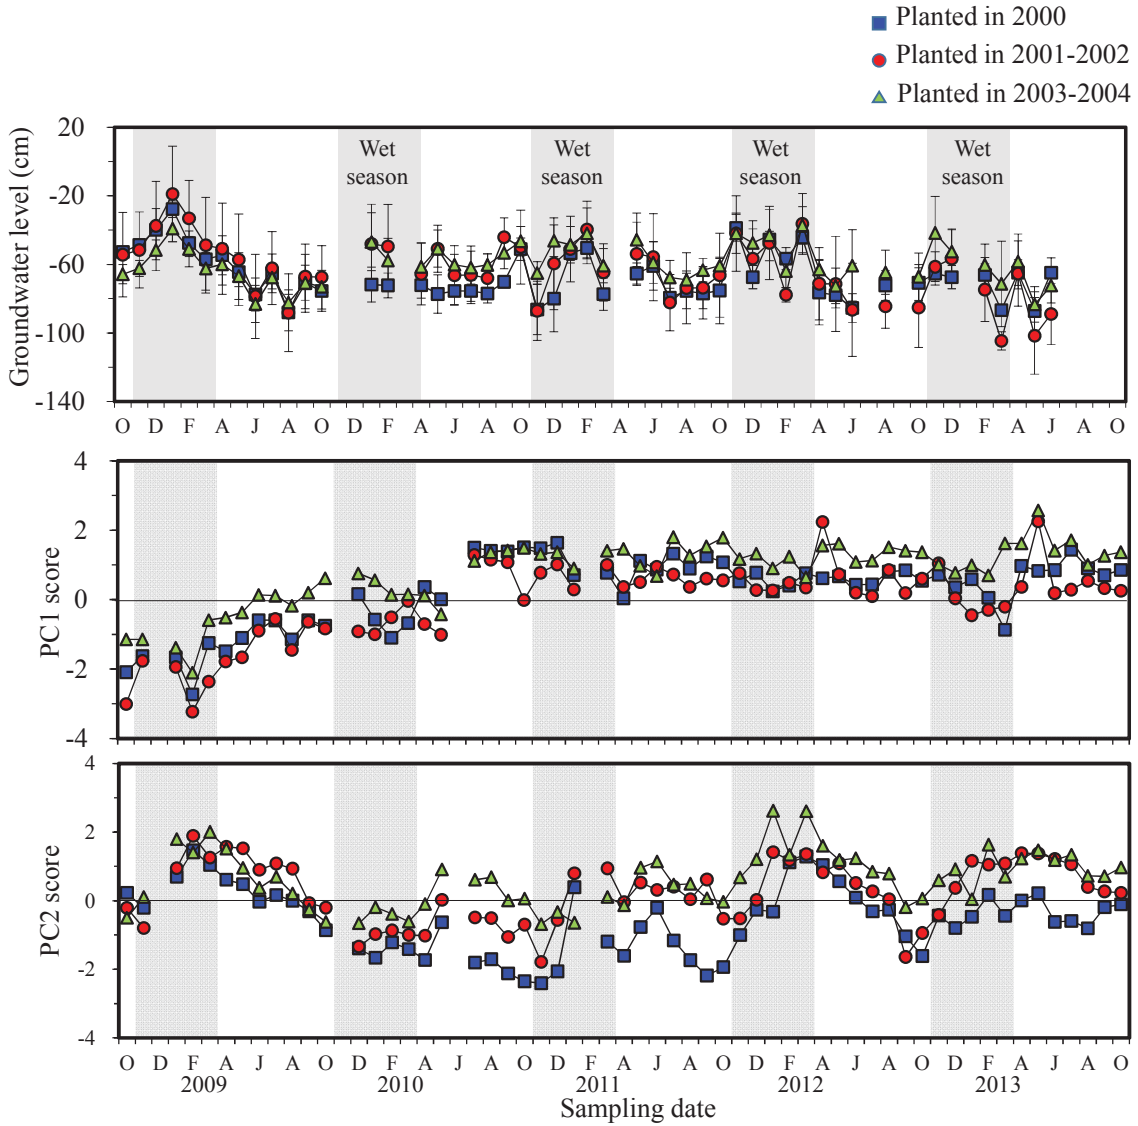 Planted in 2000
Planted in 2001-2002
Planted in 2003-2004
Groundwater level (cm)
20
-20
-60
-100
-140
Wet season
Wet season
Wet season
Wet season
O D F A J A O D F A J A O D F A J A O D F A J A O D F A J A O
PC1 score
4
2
0
-2
-4
PC2 score
4
2
0
-2
-4
O D F A J A O D F A J A O D F A J A O D F A J A O D F A J A O
2009 2010 2011 2012 2013
Sampling date